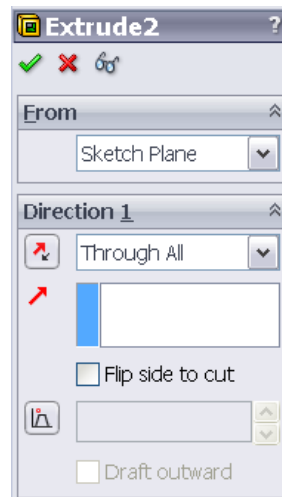 Extrude2 ?
From
Sketch Plane
Direction 1
Through All
Flip side to cut
Draft outward